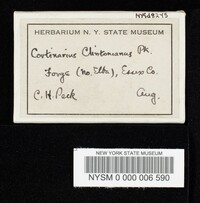 NYSf8243
HERBARIUM N. Y. STATE MUSEUM
Cortinarius Clintonianus Pk.
Forge (No. Elba), Essex Co.
C. H. Peck Aug.
NEW YORK STATE MUSEUM
NYSM 0 000 006 590